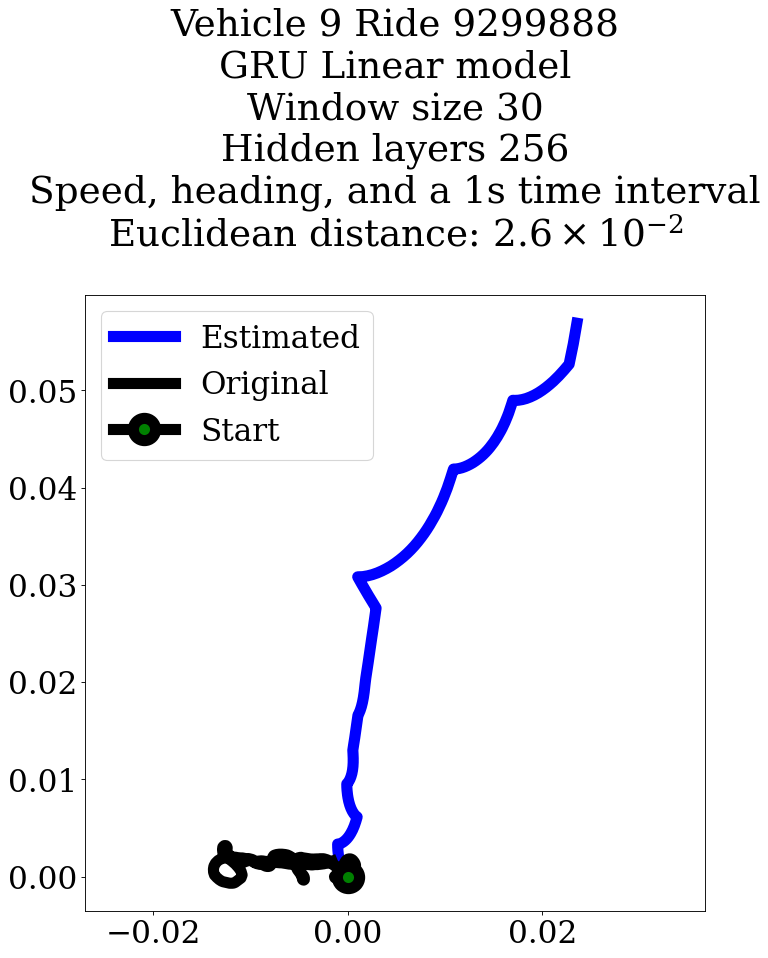 Vehicle 9 Ride 9299888
GRU Linear model
Window size 30
Hidden layers 256
Speed, heading, and a 1s time interval
Euclidean distance: 2.6 × 10⁻²
Estimated
Original
Start
0.05
0.04
0.03
0.02
0.01
0.00
−0.02 0.00 0.02